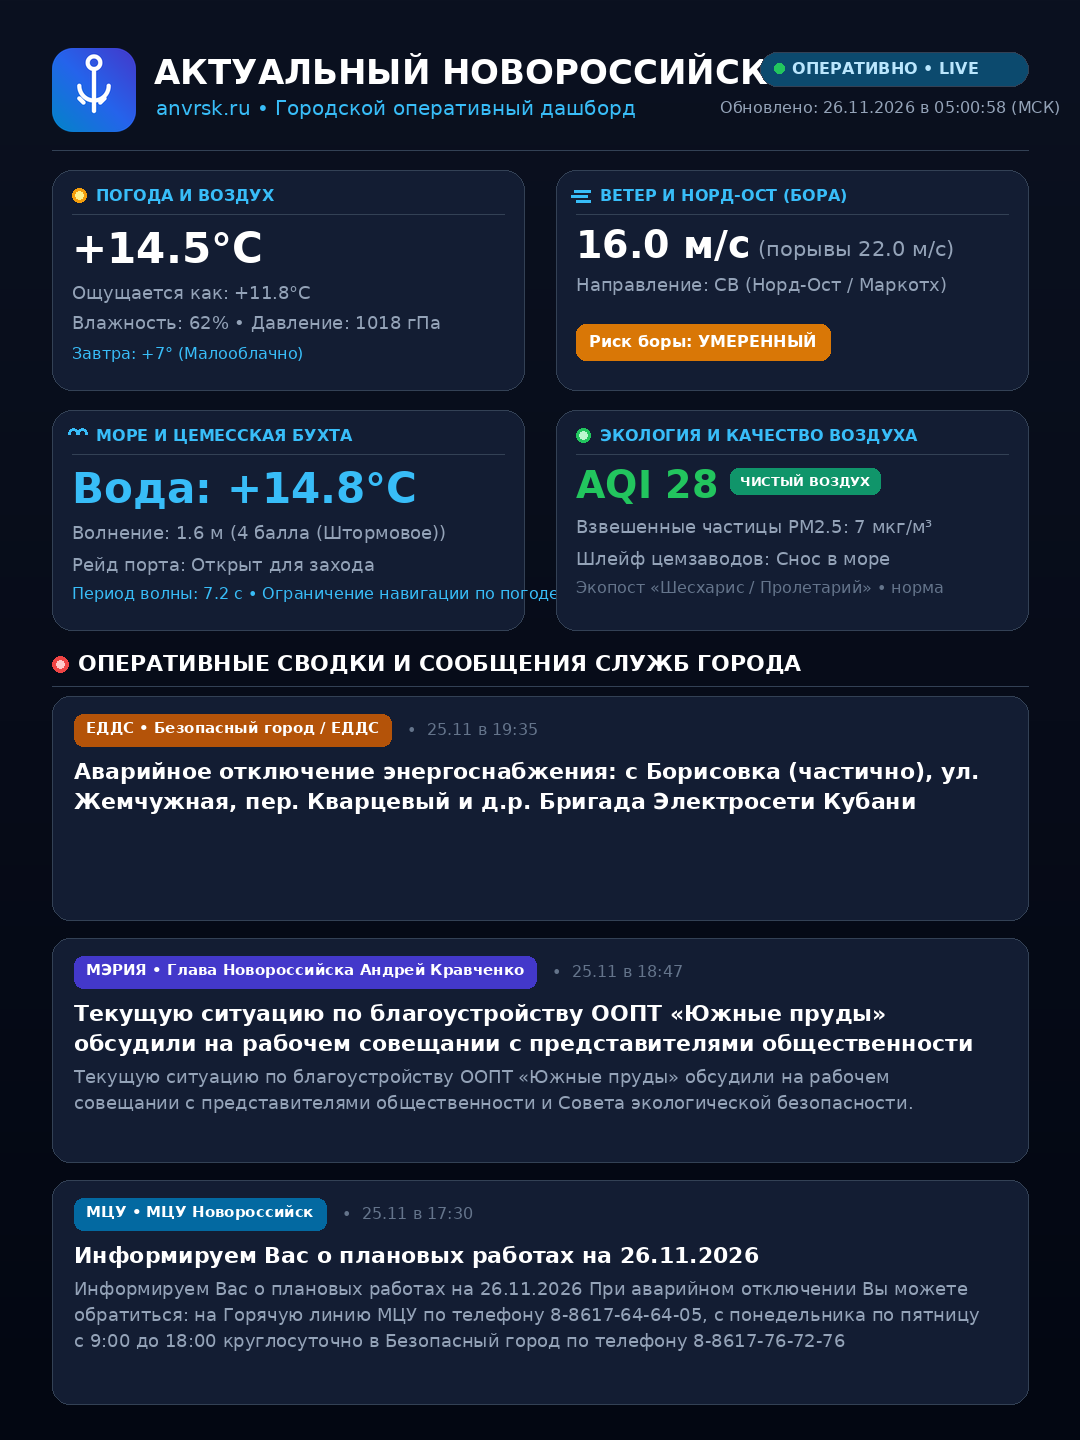 АКТУАЛЬНЫЙ НОВОРОССИЙСК
ОПЕРАТИВНО • LIVE
anvrsk.ru • Городской оперативный дашборд
Обновлено: 26.11.2026 в 05:00:58 (МСК)
ПОГОДА И ВОЗДУХ
+14.5°C
Ощущается как: +11.8°C
Влажность: 62% • Давление: 1018 гПа
Завтра: +7° (Малооблачно)
ВЕТЕР И НОРД-ОСТ (БОРА)
16.0 м/с (порывы 22.0 м/с)
Направление: СВ (Норд-Ост / Маркотх)
Риск боры: УМЕРЕННЫЙ
МОРЕ И ЦЕМЕССКАЯ БУХТА
Вода: +14.8°C
Волнение: 1.6 м (4 балла (Штормовое))
Рейд порта: Открыт для захода
Период волны: 7.2 с • Ограничение навигации по погоде
ЭКОЛОГИЯ И КАЧЕСТВО ВОЗДУХА
AQI 28 ЧИСТЫЙ ВОЗДУХ
Взвешенные частицы PM2.5: 7 мкг/м³
Шлейф цемзаводов: Снос в море
Экопост «Шесхарис / Пролетарий» • норма
ОПЕРАТИВНЫЕ СВОДКИ И СООБЩЕНИЯ СЛУЖБ ГОРОДА
ЕДДС • Безопасный город / ЕДДС • 25.11 в 19:35
Аварийное отключение энергоснабжения: с Борисовка (частично), ул.
Жемчужная, пер. Кварцевый и д.р. Бригада Электросети Кубани
МЭРИЯ • Глава Новороссийска Андрей Кравченко • 25.11 в 18:47
Текущую ситуацию по благоустройству ООПТ «Южные пруды»
обсудили на рабочем совещании с представителями общественности
Текущую ситуацию по благоустройству ООПТ «Южные пруды» обсудили на рабочем
совещании с представителями общественности и Совета экологической безопасности.
МЦУ • МЦУ Новороссийск • 25.11 в 17:30
Информируем Вас о плановых работах на 26.11.2026
Информируем Вас о плановых работах на 26.11.2026 При аварийном отключении Вы можете
обратиться: на Горячую линию МЦУ по телефону 8-8617-64-64-05, с понедельника по пятницу
с 9:00 до 18:00 круглосуточно в Безопасный город по телефону 8-8617-76-72-76